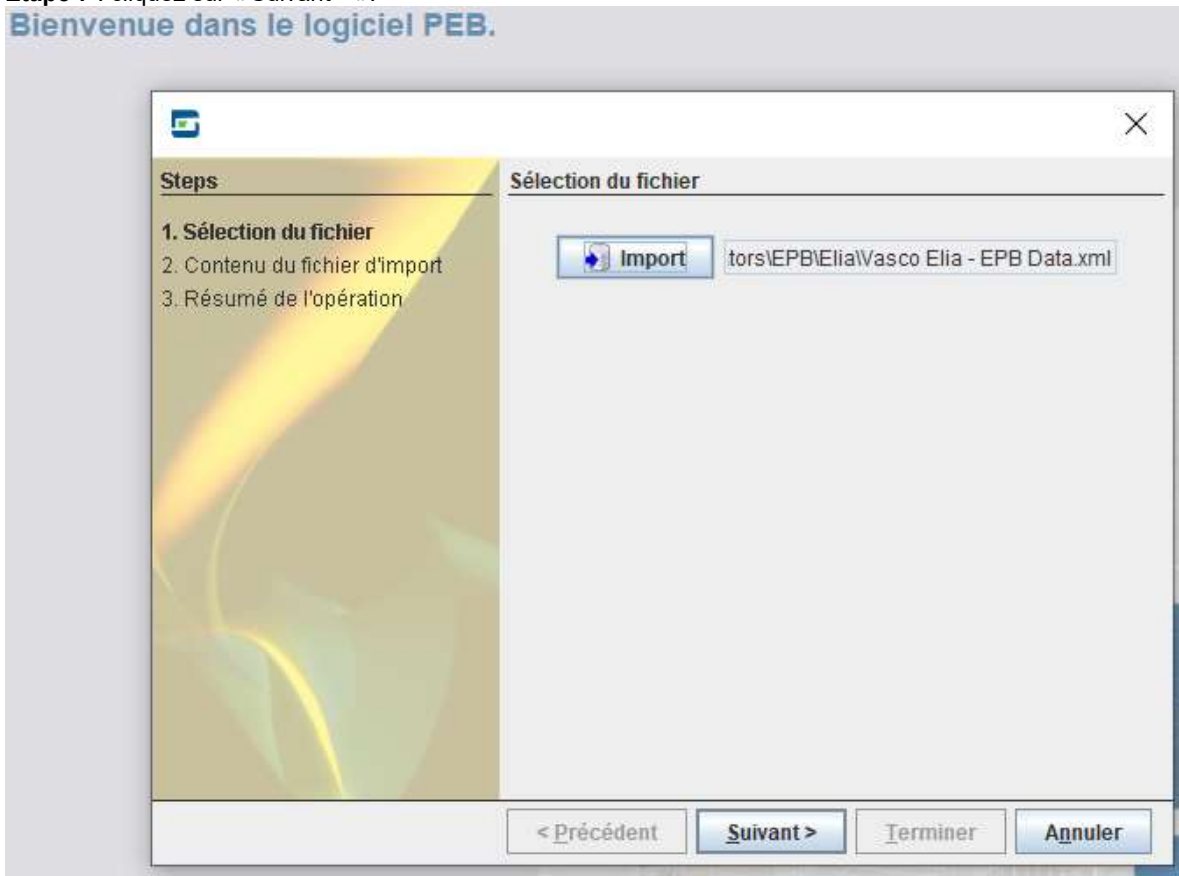 Bienvenue dans le logiciel PEB.
Steps
1. Sélection du fichier
2. Contenu du fichier d'import
3. Résumé de l'opération
Sélection du fichier
Import tors\EPB\Elia\Vasco Elia - EPB Data.xml
< Précédent Suivant > Terminer Annuler